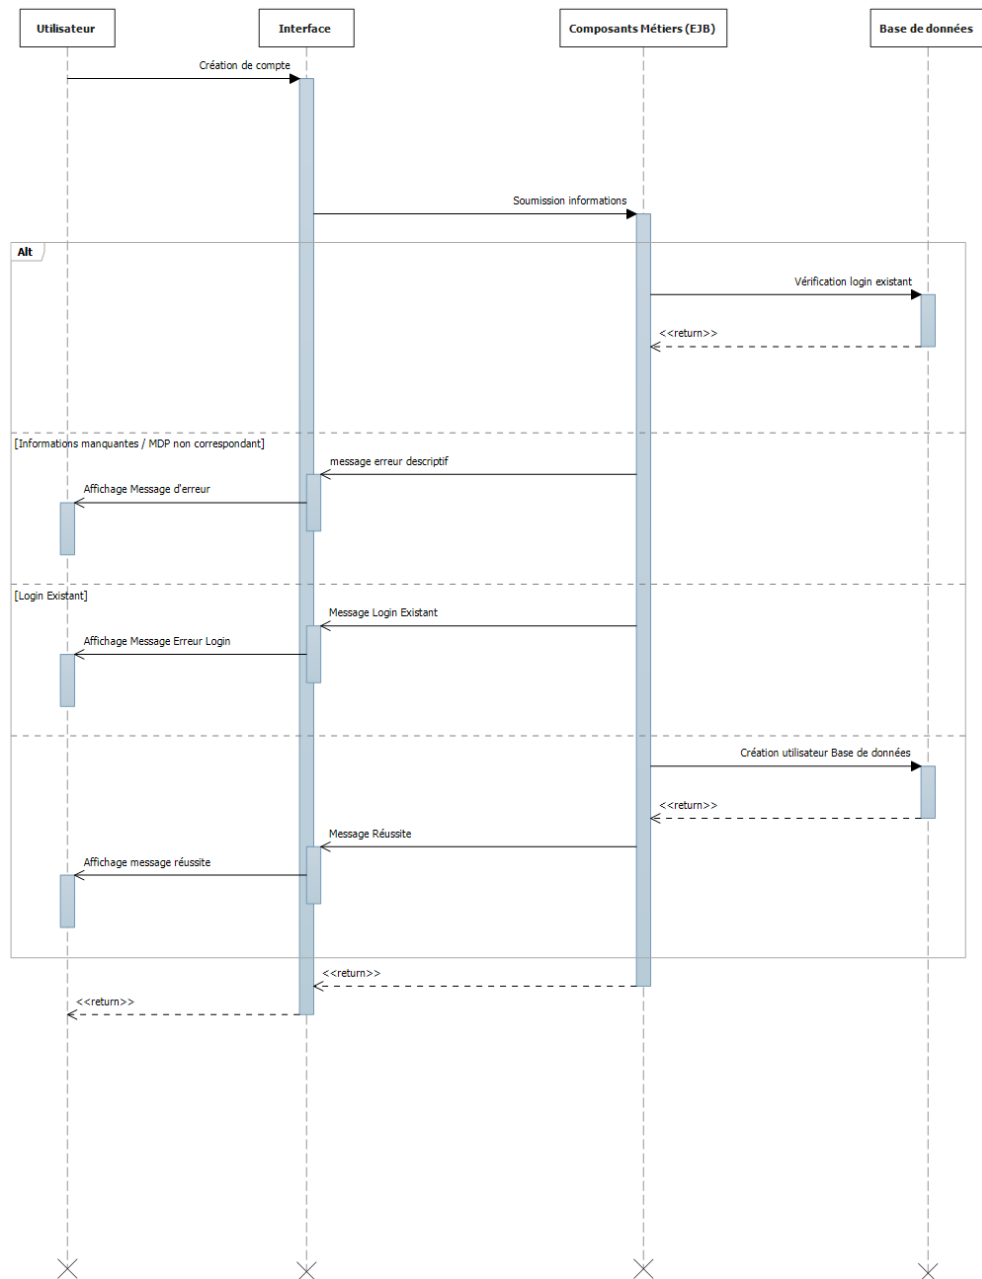 Utilisateur
Interface
Composants Métiers (EJB)
Base de données
Création de compte
Soumission informations
Alt
Vérification login existant
<<return>>
[Informations manquantes / MDP non correspondant]
message erreur descriptif
Affichage Message d'erreur
[Login Existant]
Message Login Existant
Affichage Message Erreur Login
Création utilisateur Base de données
<<return>>
Message Réussite
Affichage message réussite
<<return>>
<<return>>